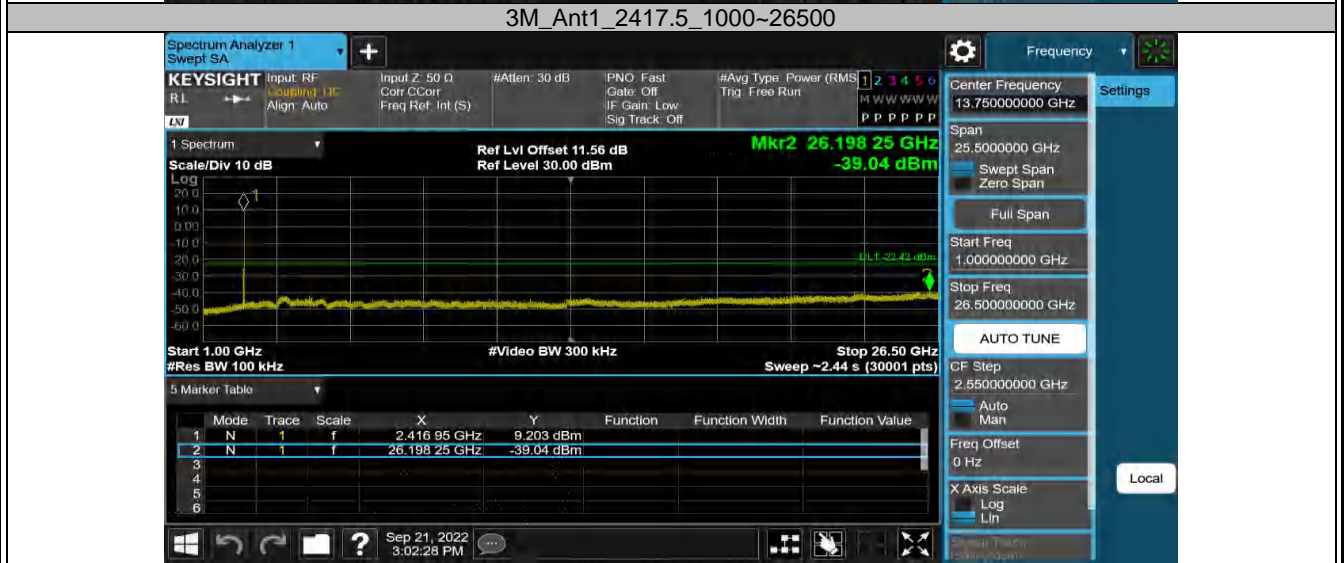 3M_Ant1_2417.5_1000~26500
Spectrum Analyzer 1
Swept SA
+
Frequency
KEYSIGHT
RL
LXI
Input: RF
Coupling: DC
Align: Auto
Input Z: 50 Ω
Corr CCorr
Freq Ref: Int (S)
#Atten: 30 dB
PNO: Fast
Gate: Off
IF Gain: Low
Sig Track: Off
#Avg Type: Power (RMS
Trig: Free Run
1 2 3 4 5 6
M W W W W W
P P P P P P
1 Spectrum
Scale/Div 10 dB
Log
Ref Lvl Offset 11.56 dB
Ref Level 30.00 dBm
Mkr2 26.198 25 GHz
-39.04 dBm
20.0
10.0
0.00
-10.0
-20.0
-30.0
-40.0
-50.0
-60.0
1
DL1 -22.42 dBm
2
Start 1.00 GHz
#Video BW 300 kHz
Stop 26.50 GHz
#Res BW 100 kHz
Sweep ~2.44 s (30001 pts)
5 Marker Table
Mode Trace Scale X Y Function Function Width Function Value
1 N 1 f 2.416 95 GHz 9.203 dBm
2 N 1 f 26.198 25 GHz -39.04 dBm
3
4
5
6
Sep 21, 2022
3:02:28 PM
?
Center Frequency
13.750000000 GHz
Settings
Span
25.5000000 GHz
Swept Span
Zero Span
Full Span
Start Freq
1.000000000 GHz
Stop Freq
26.500000000 GHz
AUTO TUNE
CF Step
2.550000000 GHz
Auto
Man
Freq Offset
0 Hz
X Axis Scale
Log
Lin
Local